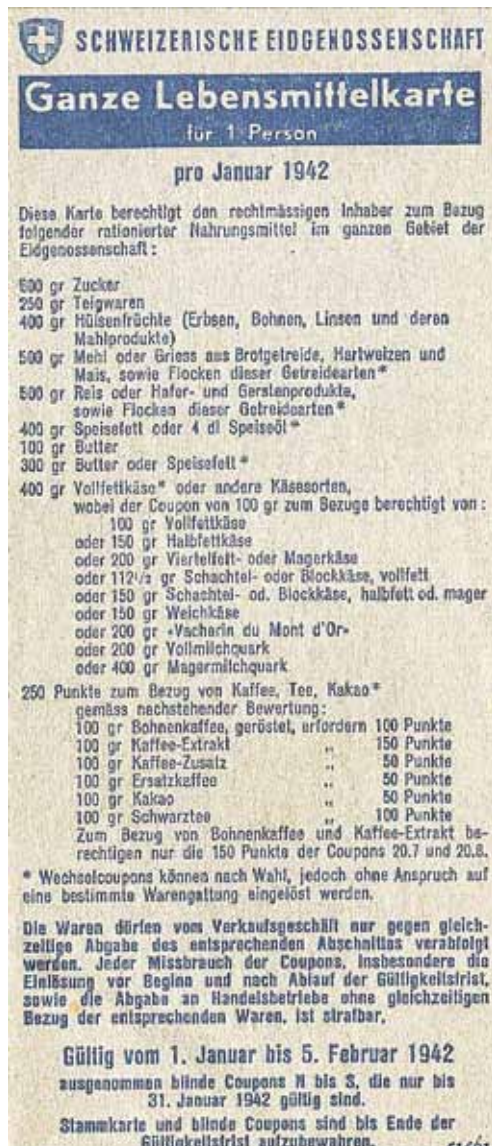 SCHWEIZERISCHE EIDGENOSSENSCHAFT
Ganze Lebensmittelkarte
für 1 Person
pro Januar 1942
Diese Karte berechtigt den rechtmässigen Inhaber zum Bezug
folgender rationierter Nahrungsmittel im ganzen Gebiet der
Eidgenossenschaft:
500 gr Zucker
250 gr Teigwaren
400 gr Hülsenfrüchte (Erbsen, Bohnen, Linsen und deren
Mahlprodukte)
500 gr Mehl oder Griess aus Brotgetreide, Hartweizen und
Mais, sowie Flocken dieser Getreidearten*
500 gr Reis oder Hafer- und Gerstenprodukte,
sowie Flocken dieser Getreidearten*
400 gr Speisefett oder 4 dl Speiseöl*
100 gr Butter
300 gr Butter oder Speisefett*
400 gr Vollfettkäse* oder andere Käsesorten,
wobei der Coupon von 100 gr zum Bezuge berechtigt von:
100 gr Vollfettkäse
oder 150 gr Halbfettkäse
oder 200 gr Viertelfett- oder Magerkäse
oder 112 1/2 gr Schachtel- oder Blockkäse, vollfett
oder 150 gr Schachtel- od. Blockkäse, halbfett od. mager
oder 150 gr Weichkäse
oder 200 gr «Vacherin du Mont d'Or»
oder 200 gr Vollmilchquark
oder 400 gr Magermilchquark
250 Punkte zum Bezug von Kaffee, Tee, Kakao*
gemäss nachstehender Bewertung:
100 gr Bohnenkaffee, geröstet, erfordern 100 Punkte
100 gr Kaffee-Extrakt „ 150 Punkte
100 gr Kaffee-Zusatz „ 50 Punkte
100 gr Ersatzkaffee „ 50 Punkte
100 gr Kakao „ 50 Punkte
100 gr Schwarztee „ 100 Punkte
Zum Bezug von Bohnenkaffee und Kaffee-Extrakt be-
rechtigen nur die 150 Punkte der Coupons 20.7 und 20.8.
* Wechselcoupons können nach Wahl, jedoch ohne Anspruch auf
eine bestimmte Warengattung eingelöst werden.
Die Waren dürfen vom Verkaufsgeschäft nur gegen gleich-
zeitige Abgabe des entsprechenden Abschnittes verabfolgt
werden. Jeder Missbrauch der Coupons, insbesondere die
Einlösung vor Beginn und nach Ablauf der Gültigkeitsfrist,
sowie die Abgabe an Handelsbetriebe ohne gleichzeitigen
Bezug der entsprechenden Waren, ist strafbar.
Gültig vom 1. Januar bis 5. Februar 1942
ausgenommen blinde Coupons N bis S, die nur bis
31. Januar 1942 gültig sind.
Stammkarte und blinde Coupons sind bis Ende der
Gültigkeitsfrist aufzubewahren.